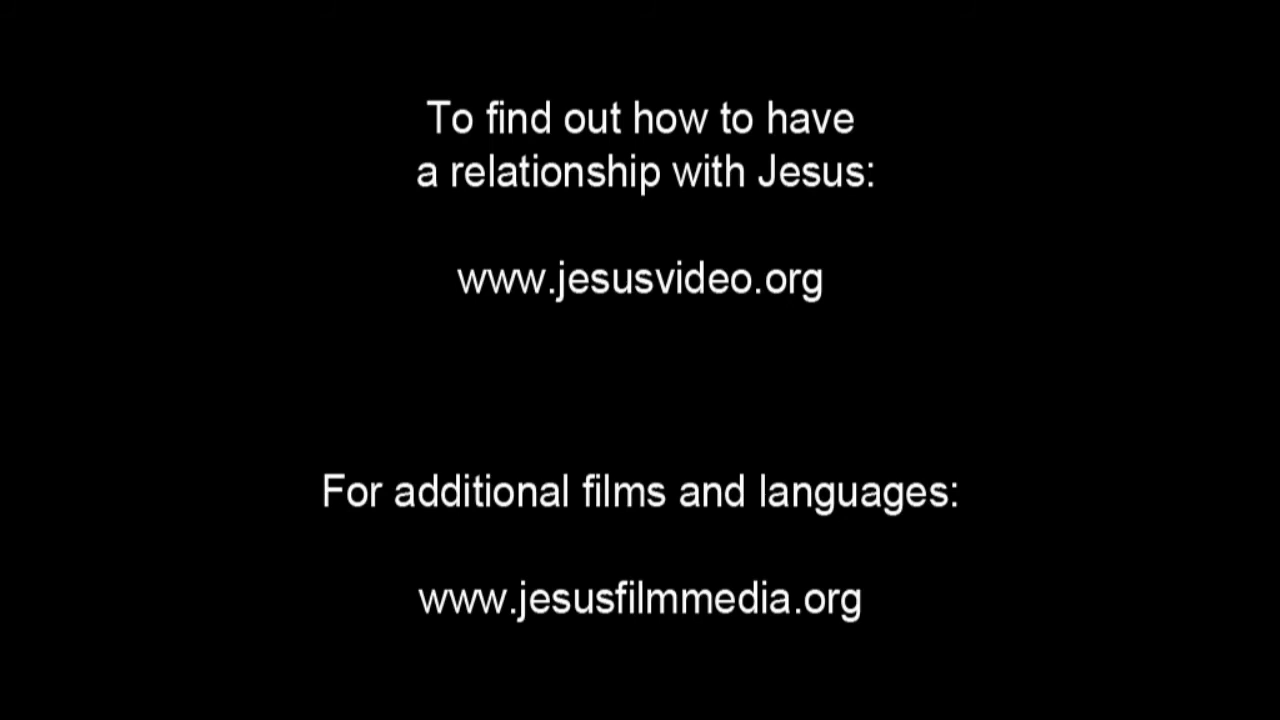 To find out how to have
a relationship with Jesus:
www.jesusvideo.org
For additional films and languages:
www.jesusfilmmedia.org